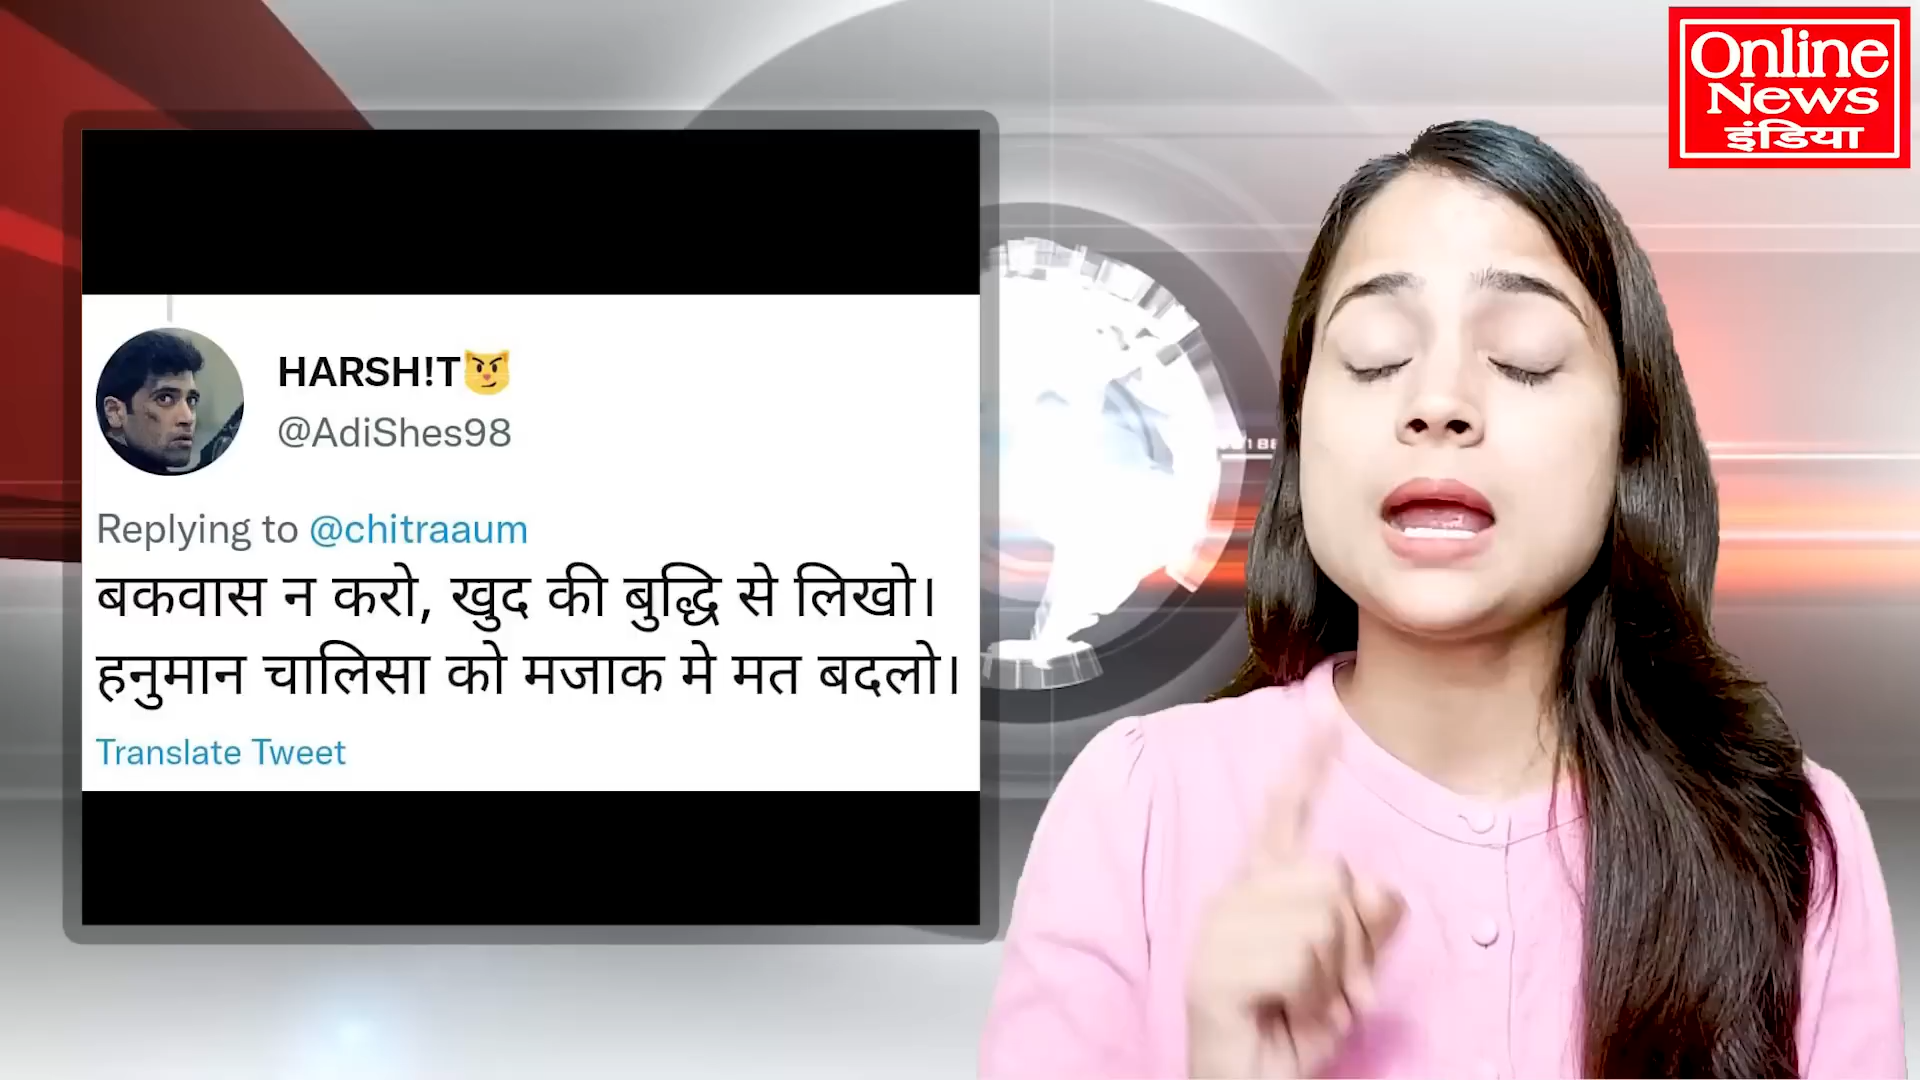 Online
News
इंडिया
HARSH!T😼
@AdiShes98
Replying to @chitraaum
बकवास न करो, खुद की बुद्धि से लिखो।
हनुमान चालिसा को मजाक मे मत बदलो।
Translate Tweet